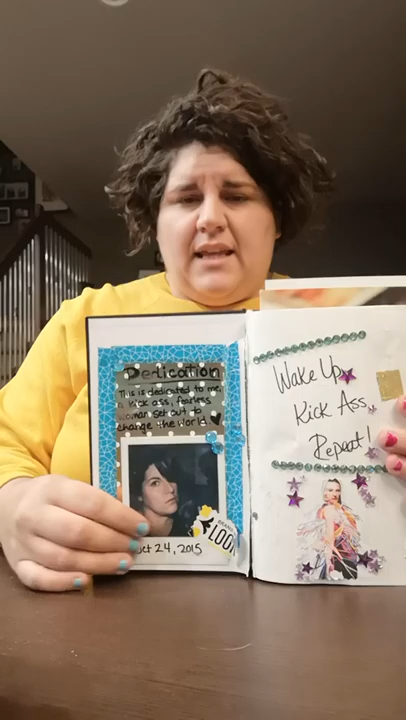 Dedication
This is dedicated to me,
a kick ass, fearless
woman set out to
change the world
Oct 24, 2015
LOOK
Wake Up,
Kick Ass,
Repeat!